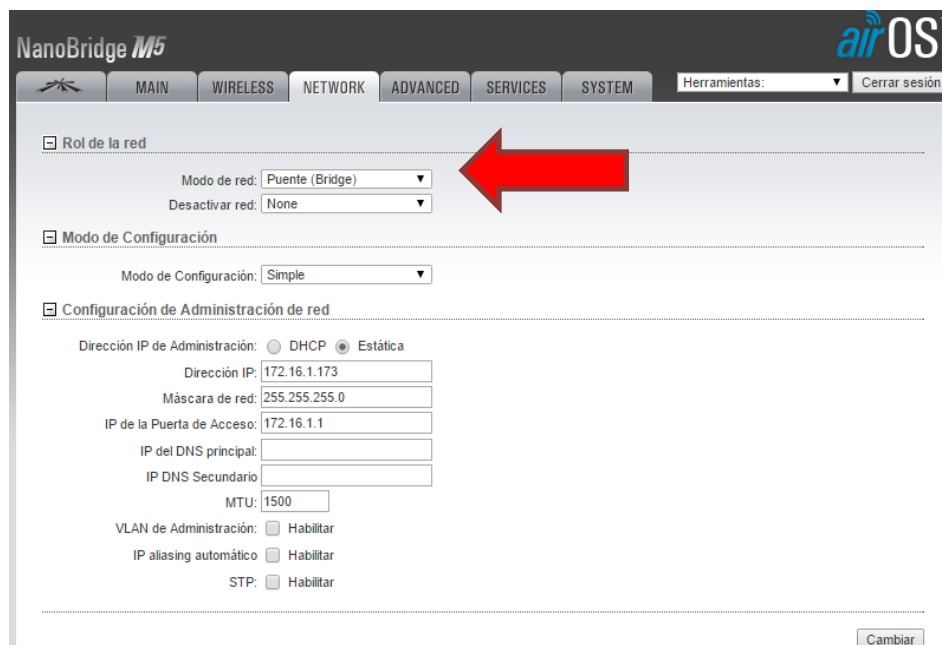 NanoBridge M5
airOS
MAIN WIRELESS NETWORK ADVANCED SERVICES SYSTEM Herramientas: Cerrar sesión
Rol de la red
Modo de red: Puente (Bridge)
Desactivar red: None
Modo de Configuración
Modo de Configuración: Simple
Configuración de Administración de red
Dirección IP de Administración: DHCP Estática
Dirección IP: 172.16.1.173
Máscara de red: 255.255.255.0
IP de la Puerta de Acceso: 172.16.1.1
IP del DNS principal:
IP DNS Secundario
MTU: 1500
VLAN de Administración: Habilitar
IP aliasing automático Habilitar
STP: Habilitar
Cambiar